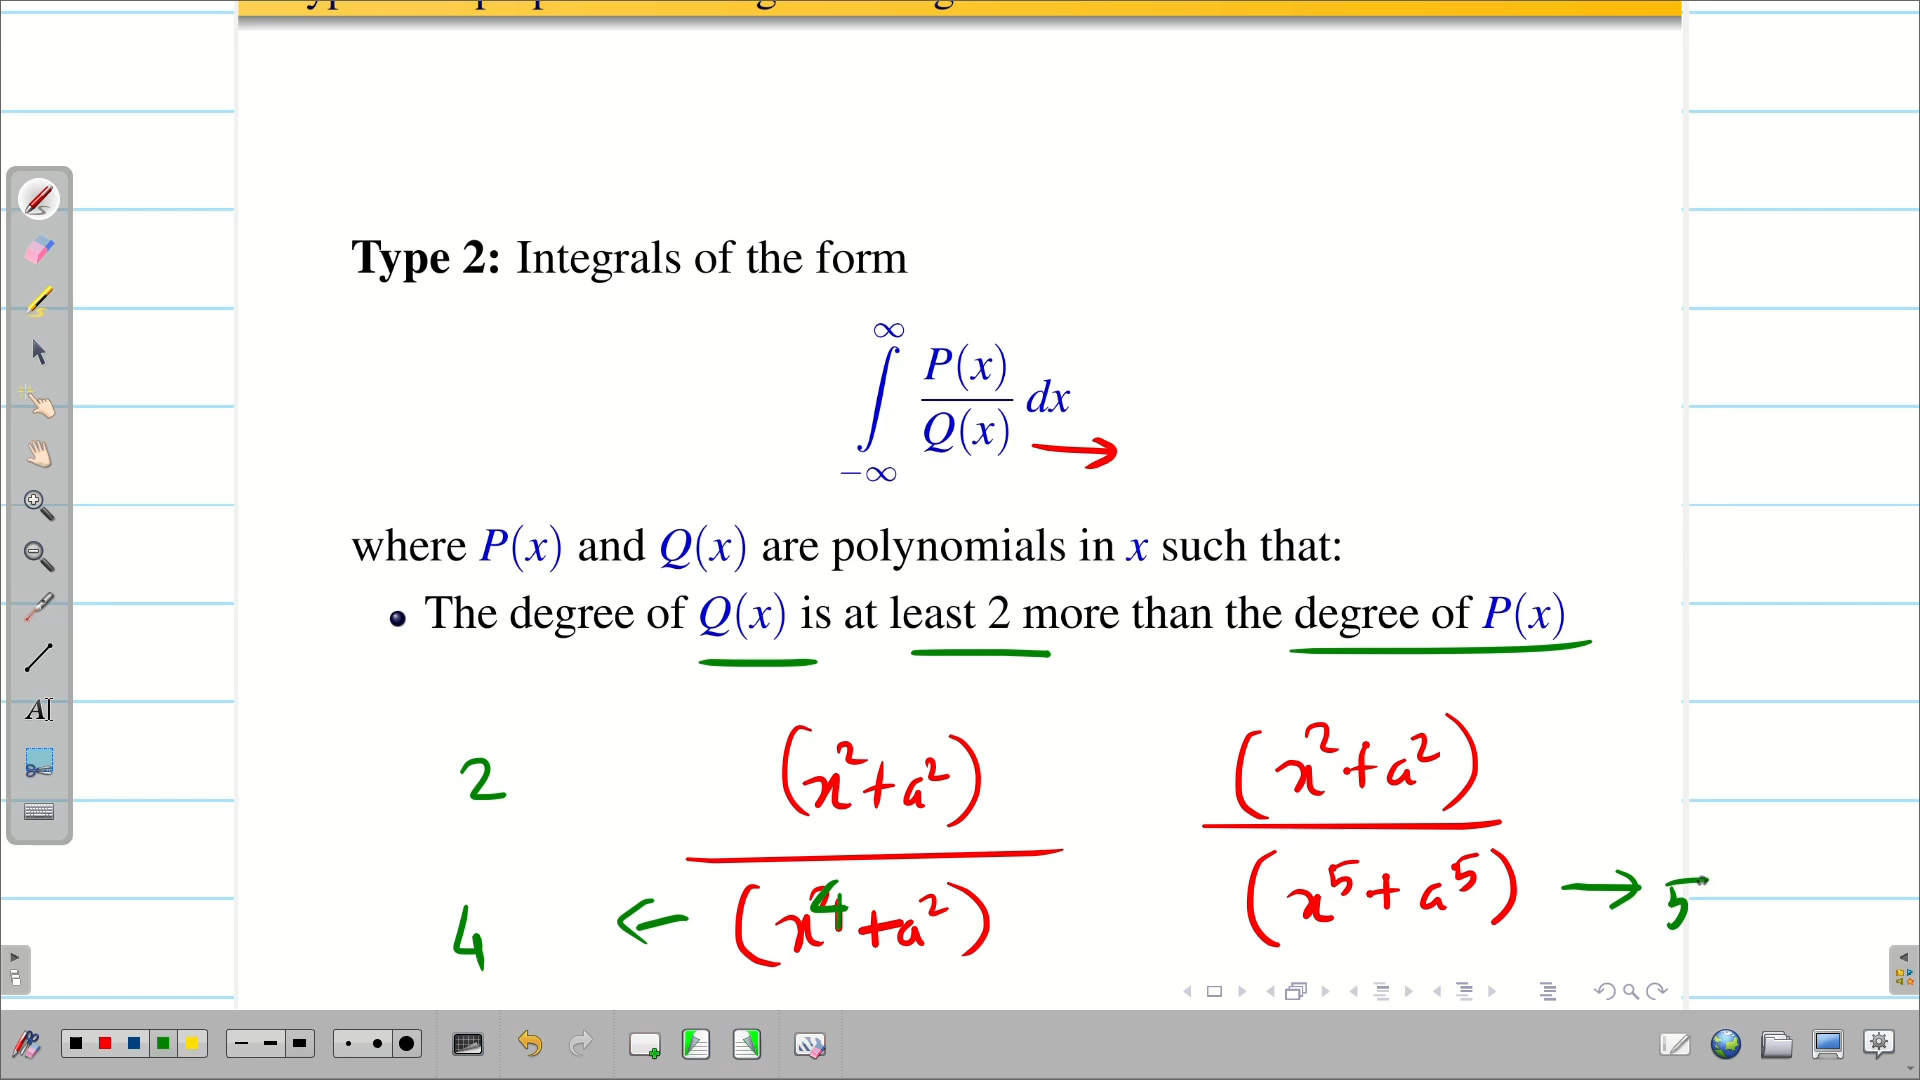 Type 2: Integrals of the form
∫_{-∞}^{∞} P(x)/Q(x) dx →
where P(x) and Q(x) are polynomials in x such that:
• The degree of Q(x) is at least 2 more than the degree of P(x)
2 (x²+a²) (x²+a²)
4 ← (x⁴+a²) (x⁵+a⁵) → 5